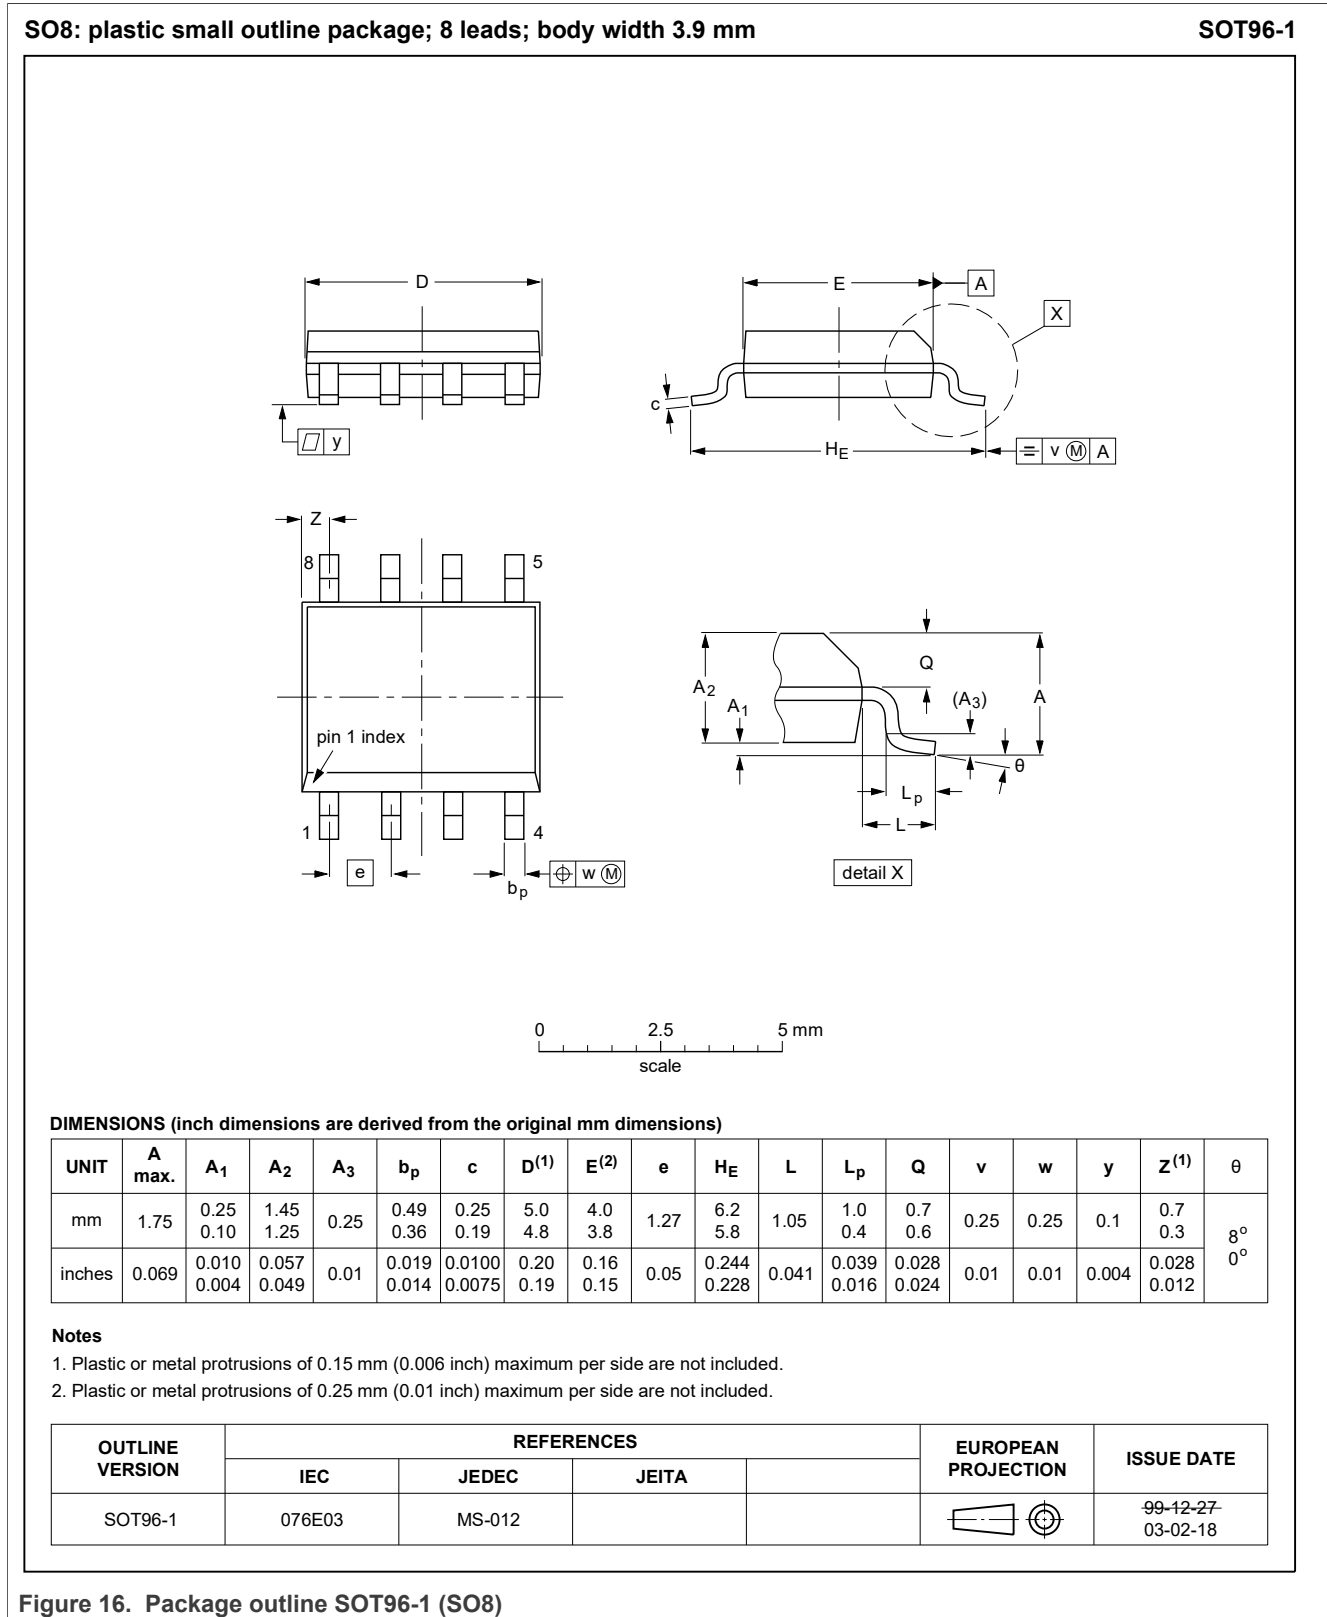 SO8: plastic small outline package; 8 leads; body width 3.9 mm SOT96-1
D
y
E
A
X
c
HE
v M A
Z
8
5
pin 1 index
1
4
e
bp
w M
A2
A1
Q
(A3)
A
θ
Lp
L
detail X
0 2.5 5 mm
scale
DIMENSIONS (inch dimensions are derived from the original mm dimensions)
UNIT A max. A1 A2 A3 bp c D(1) E(2) e HE L Lp Q v w y Z(1) θ
mm 1.75 0.25 0.10 1.45 1.25 0.25 0.49 0.36 0.25 0.19 5.0 4.8 4.0 3.8 1.27 6.2 5.8 1.05 1.0 0.4 0.7 0.6 0.25 0.25 0.1 0.7 0.3 8° 0°
inches 0.069 0.010 0.004 0.057 0.049 0.01 0.019 0.014 0.0100 0.0075 0.20 0.19 0.16 0.15 0.05 0.244 0.228 0.041 0.039 0.016 0.028 0.024 0.01 0.01 0.004 0.028 0.012
Notes
1. Plastic or metal protrusions of 0.15 mm (0.006 inch) maximum per side are not included.
2. Plastic or metal protrusions of 0.25 mm (0.01 inch) maximum per side are not included.
OUTLINE VERSION REFERENCES EUROPEAN PROJECTION ISSUE DATE
IEC JEDEC JEITA
SOT96-1 076E03 MS-012 99-12-27
03-02-18
Figure 16. Package outline SOT96-1 (SO8)